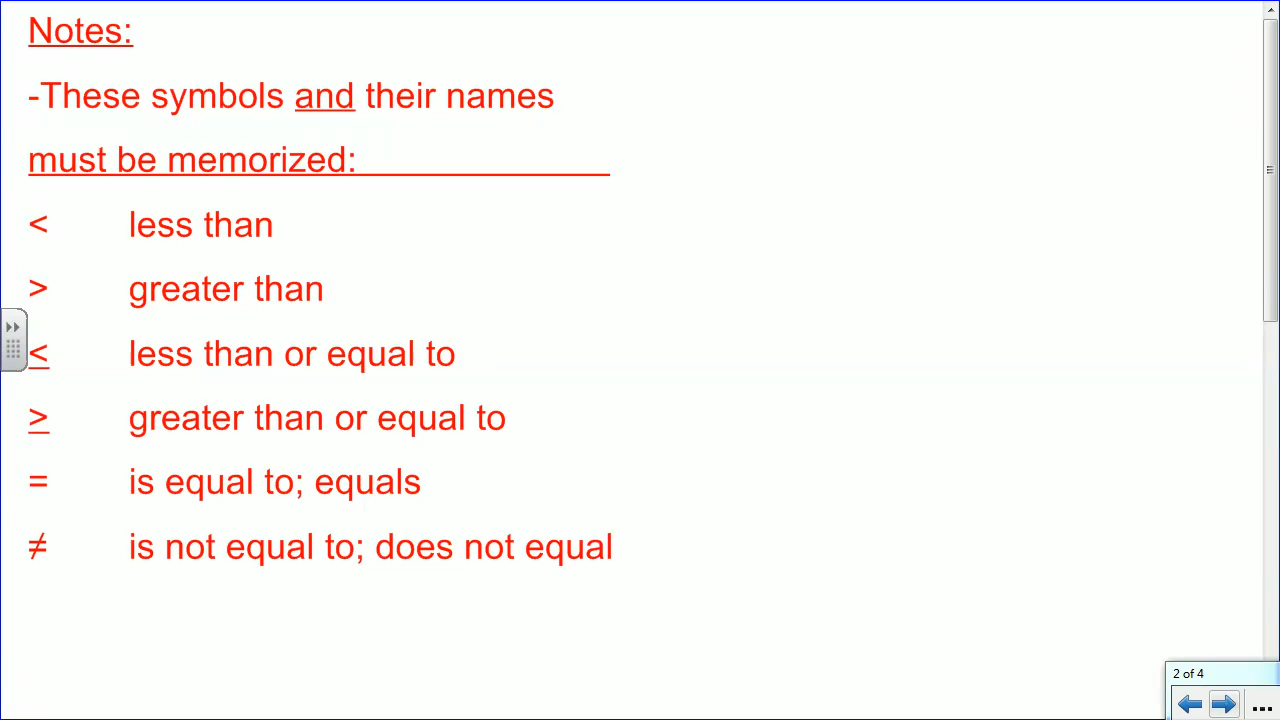 Notes:
-These symbols and their names
must be memorized:
< less than
> greater than
≤ less than or equal to
≥ greater than or equal to
= is equal to; equals
≠ is not equal to; does not equal
2 of 4
...